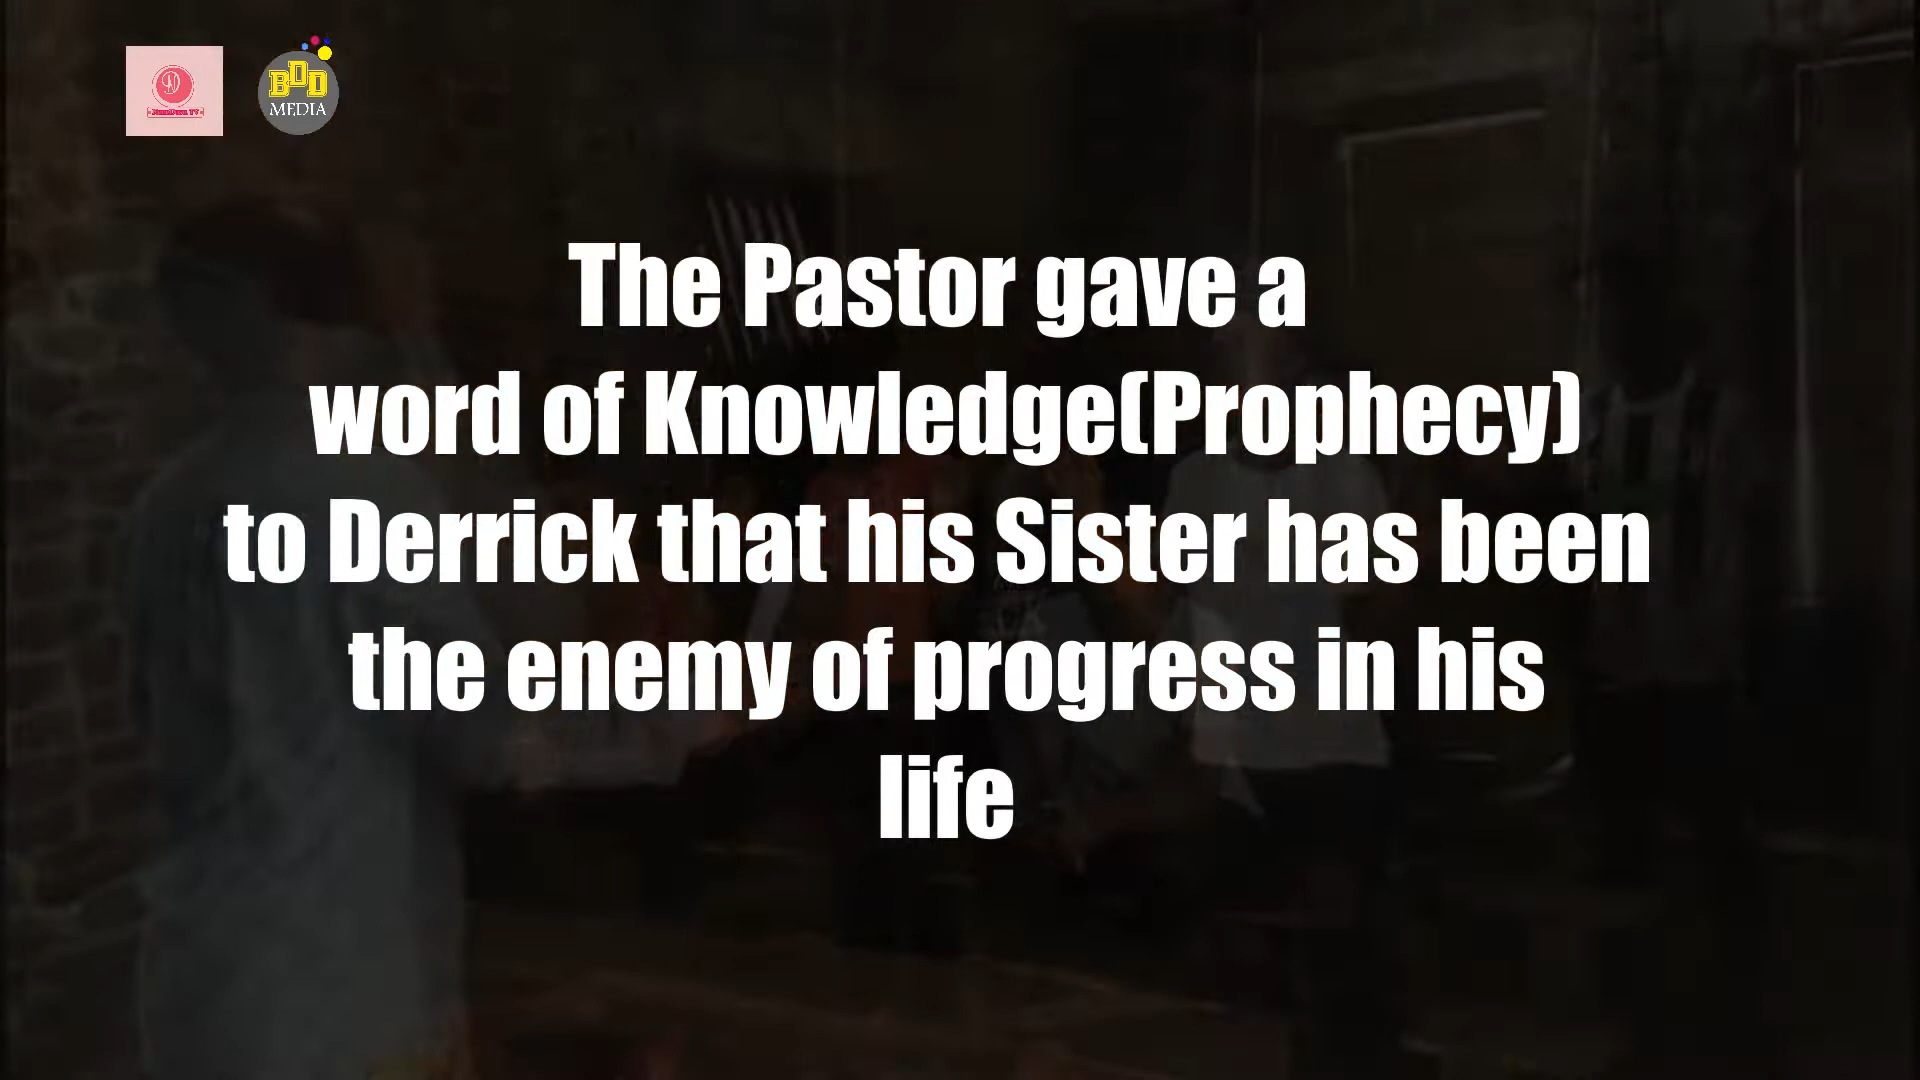 BDD
MEDIA
The Pastor gave a
word of Knowledge(Prophecy)
to Derrick that his Sister has been
the enemy of progress in his
life